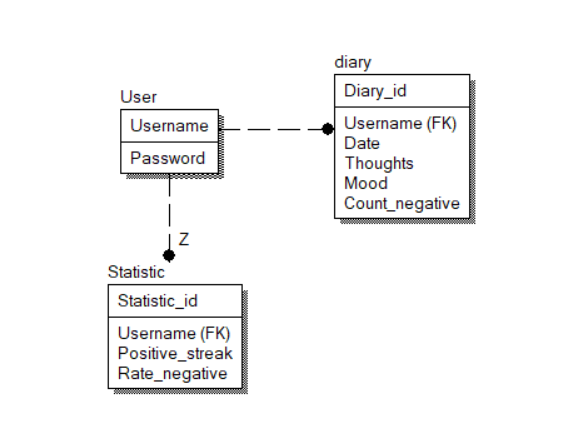 User
Username
Password
diary
Diary_id
Username (FK)
Date
Thoughts
Mood
Count_negative
Z
Statistic
Statistic_id
Username (FK)
Positive_streak
Rate_negative